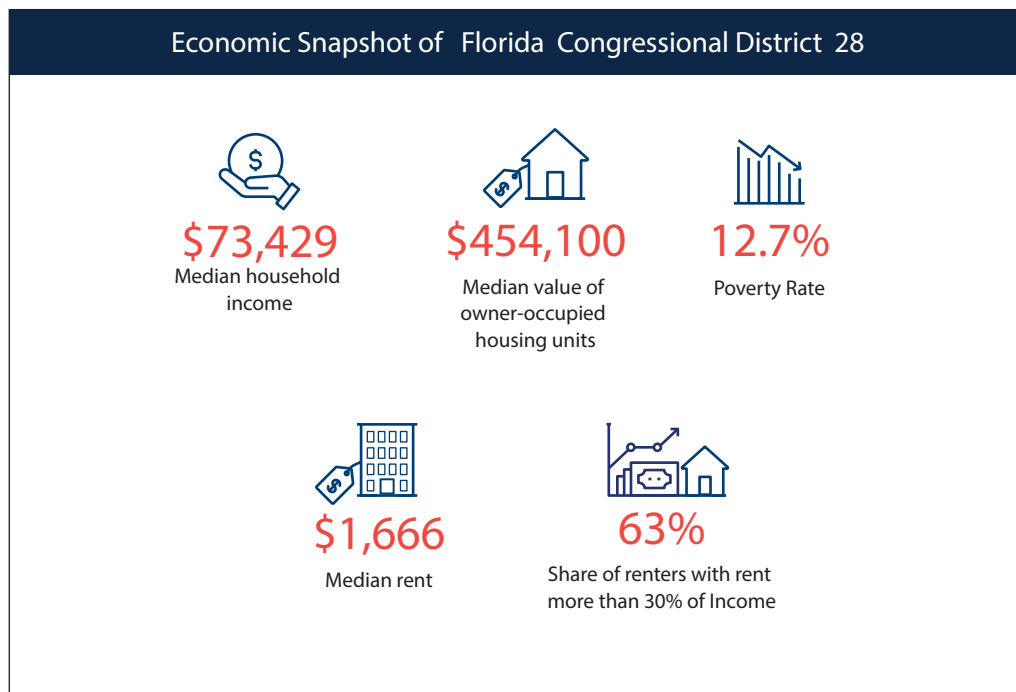 Economic Snapshot of Florida Congressional District 28
$
$
$73,429
Median household
income
$454,100
Median value of
owner-occupied
housing units
12.7%
Poverty Rate
$
$1,666
Median rent
63%
Share of renters with rent
more than 30% of Income